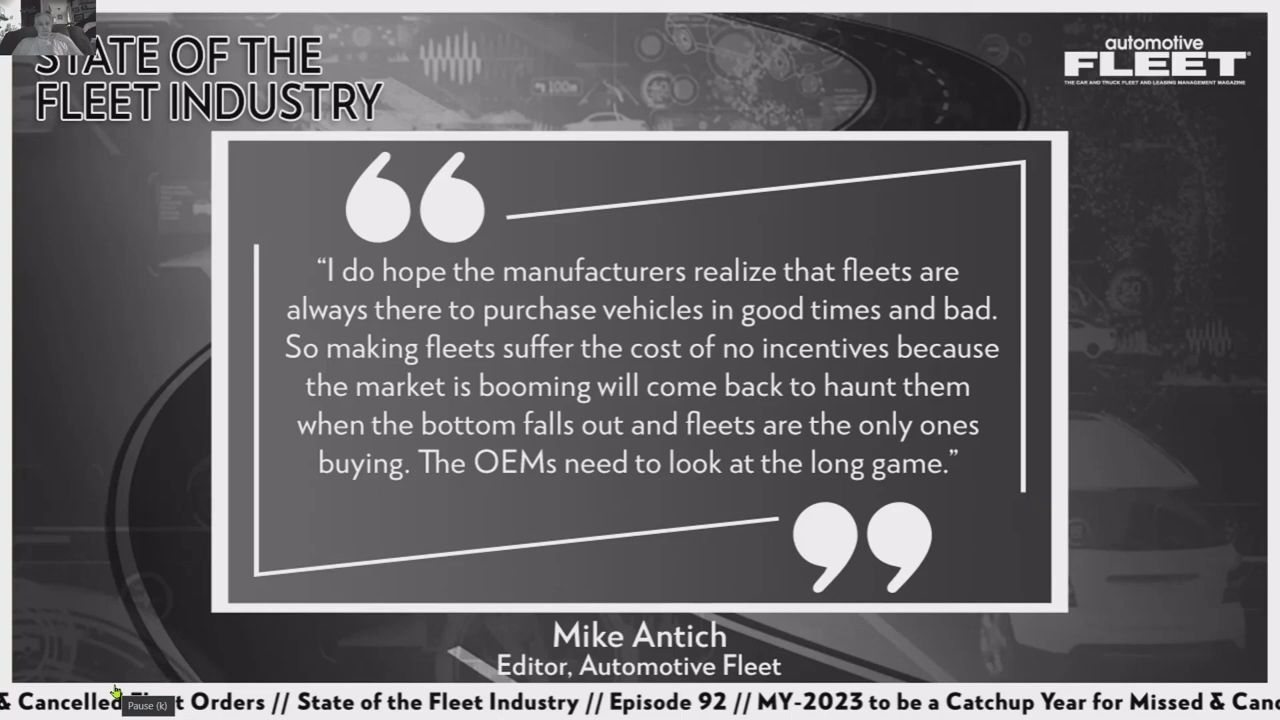 STATE OF THE
FLEET INDUSTRY
automotive
FLEET®
THE CAR AND TRUCK FLEET AND LEASING MANAGEMENT MAGAZINE
100%
“
“I do hope the manufacturers realize that fleets are
always there to purchase vehicles in good times and bad.
So making fleets suffer the cost of no incentives because
the market is booming will come back to haunt them
when the bottom falls out and fleets are the only ones
buying. The OEMs need to look at the long game.”
”
Mike Antich
Editor, Automotive Fleet
& Cancelled Fleet Orders // State of the Fleet Industry // Episode 92 // MY-2023 to be a Catchup Year for Missed & Canc
Pause (k)